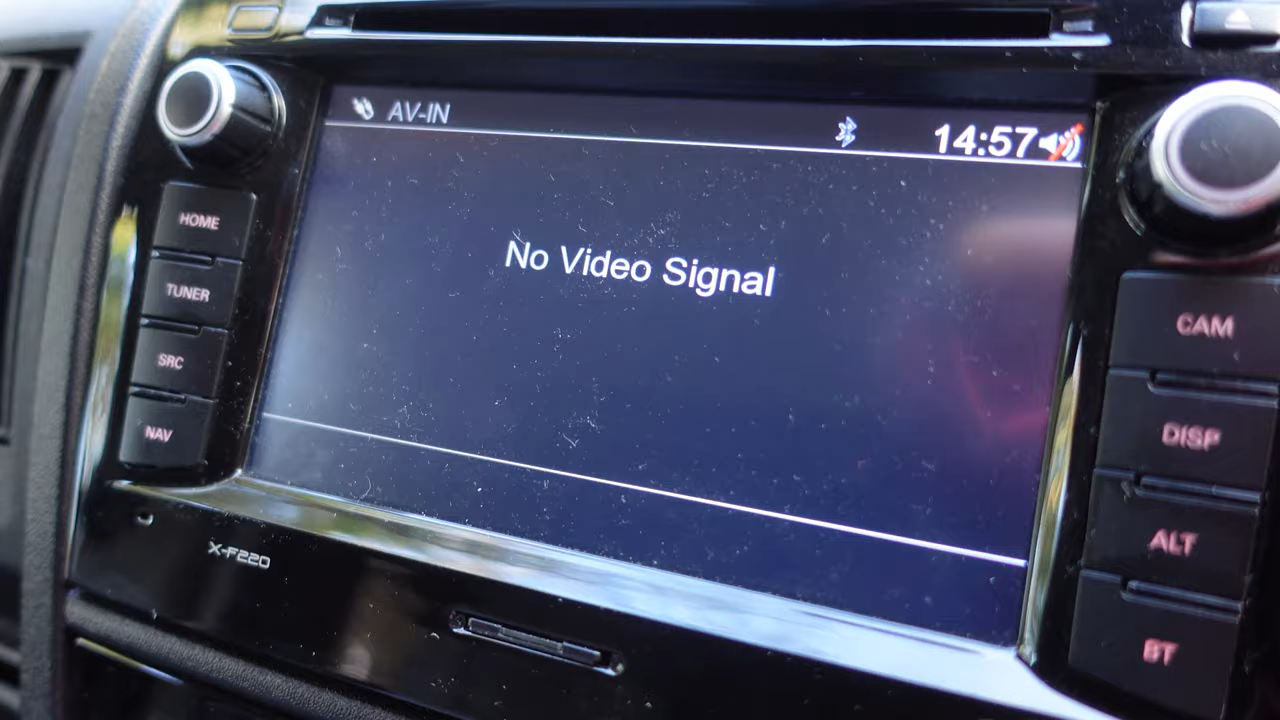 AV-IN
14:57
No Video Signal
HOME
TUNER
SRC
NAV
CAM
DISP
ALT
BT
X-F220